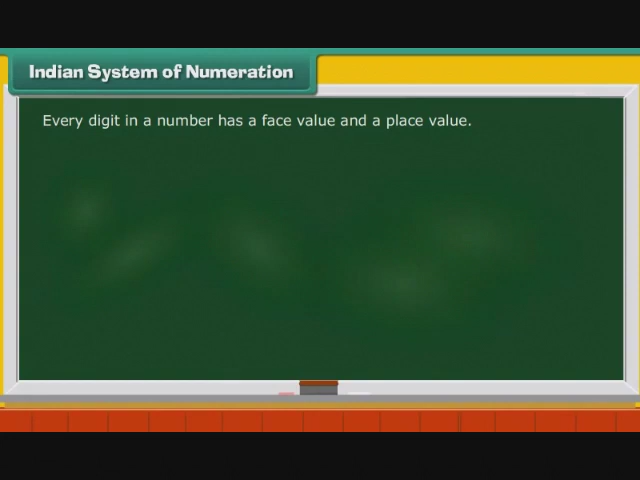 Indian System of Numeration
Every digit in a number has a face value and a place value.